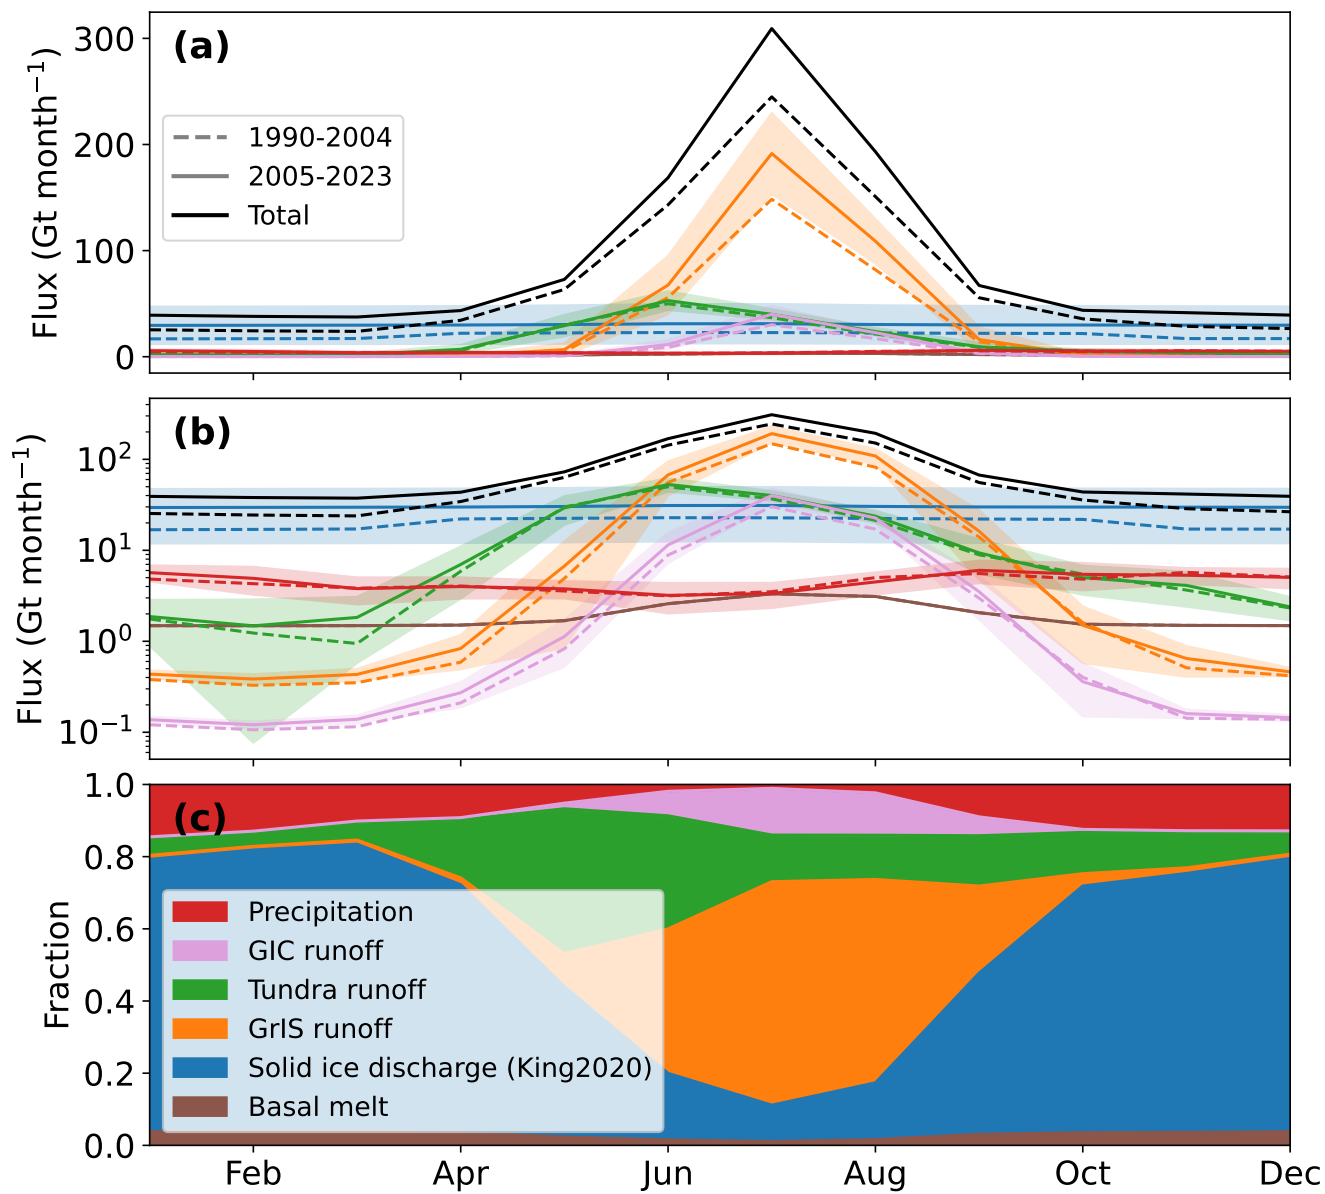 (a)
Flux (Gt month⁻¹)
300
200
100
0
1990-2004
2005-2023
Total
(b)
Flux (Gt month⁻¹)
10²
10¹
10⁰
10⁻¹
(c)
Fraction
1.0
0.8
0.6
0.4
0.2
0.0
Precipitation
GIC runoff
Tundra runoff
GrIS runoff
Solid ice discharge (King2020)
Basal melt
Feb Apr Jun Aug Oct Dec